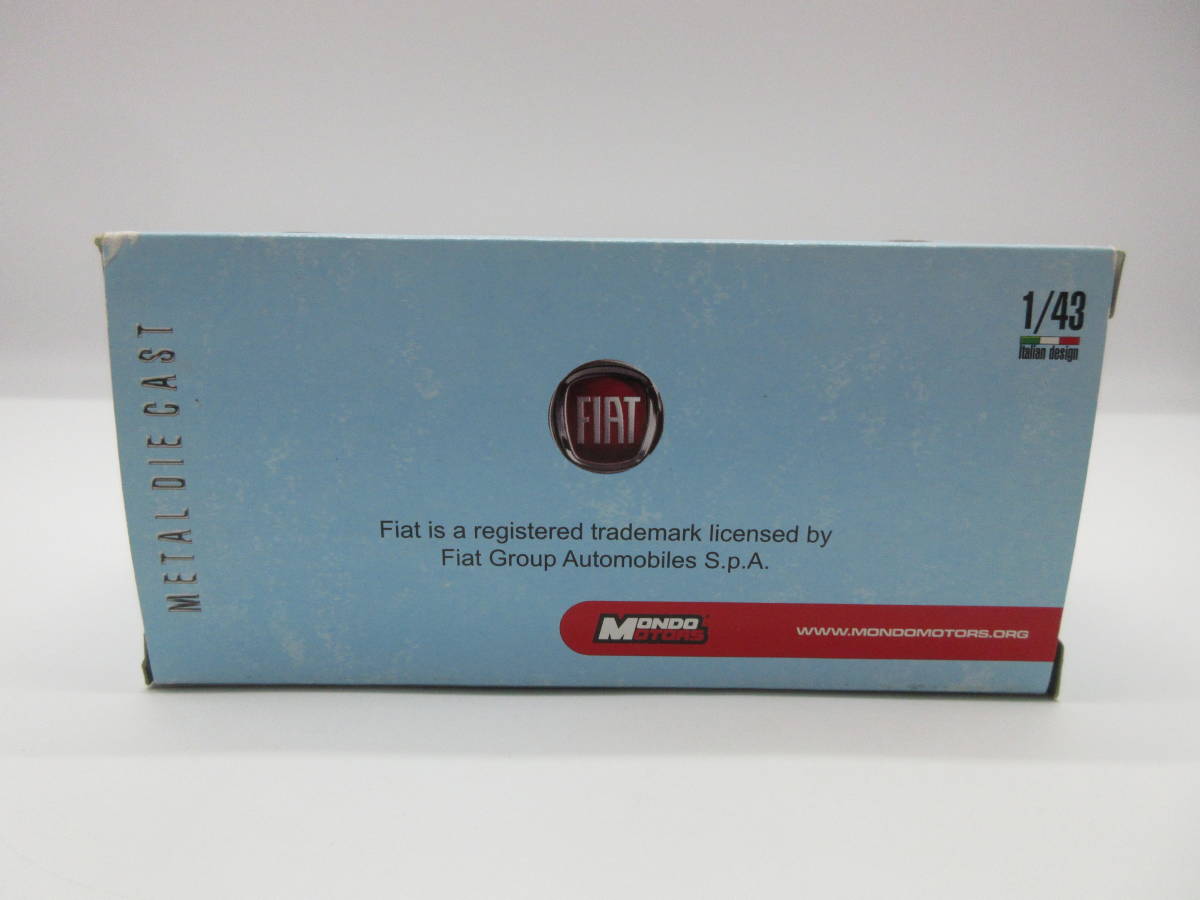 METAL DIE CAST
1/43
Italian design
FIAT
Fiat is a registered trademark licensed by
Fiat Group Automobiles S.p.A.
MONDO
MOTORS
WWW.MONDOMOTORS.ORG